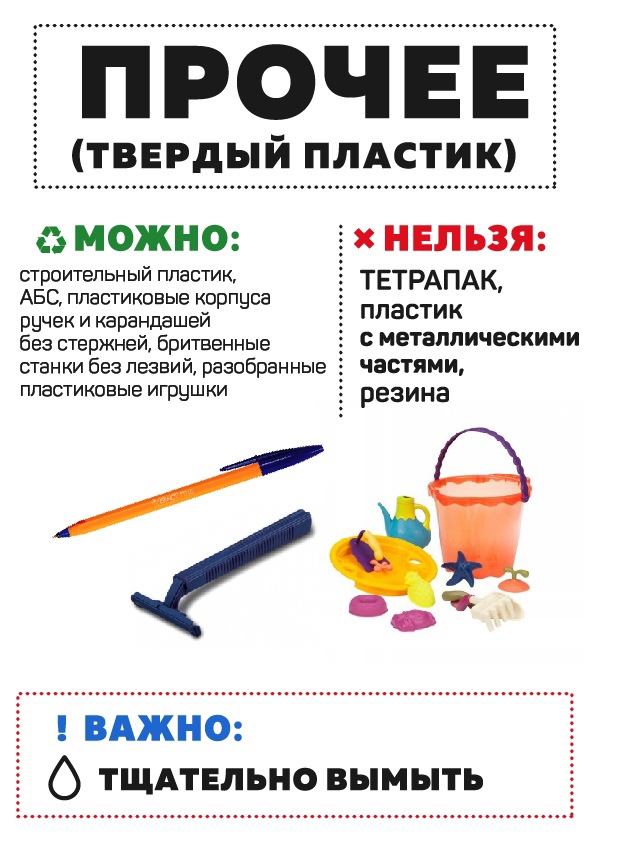 ПРОЧЕЕ
(ТВЕРДЫЙ ПЛАСТИК)
МОЖНО:
строительный пластик,
АБС, пластиковые корпуса
ручек и карандашей
без стержней, бритвенные
станки без лезвий, разобранные
пластиковые игрушки
НЕЛЬЗЯ:
ТЕТРАПАК,
пластик
с металлическими
частями,
резина
! ВАЖНО:
ТЩАТЕЛЬНО ВЫМЫТЬ